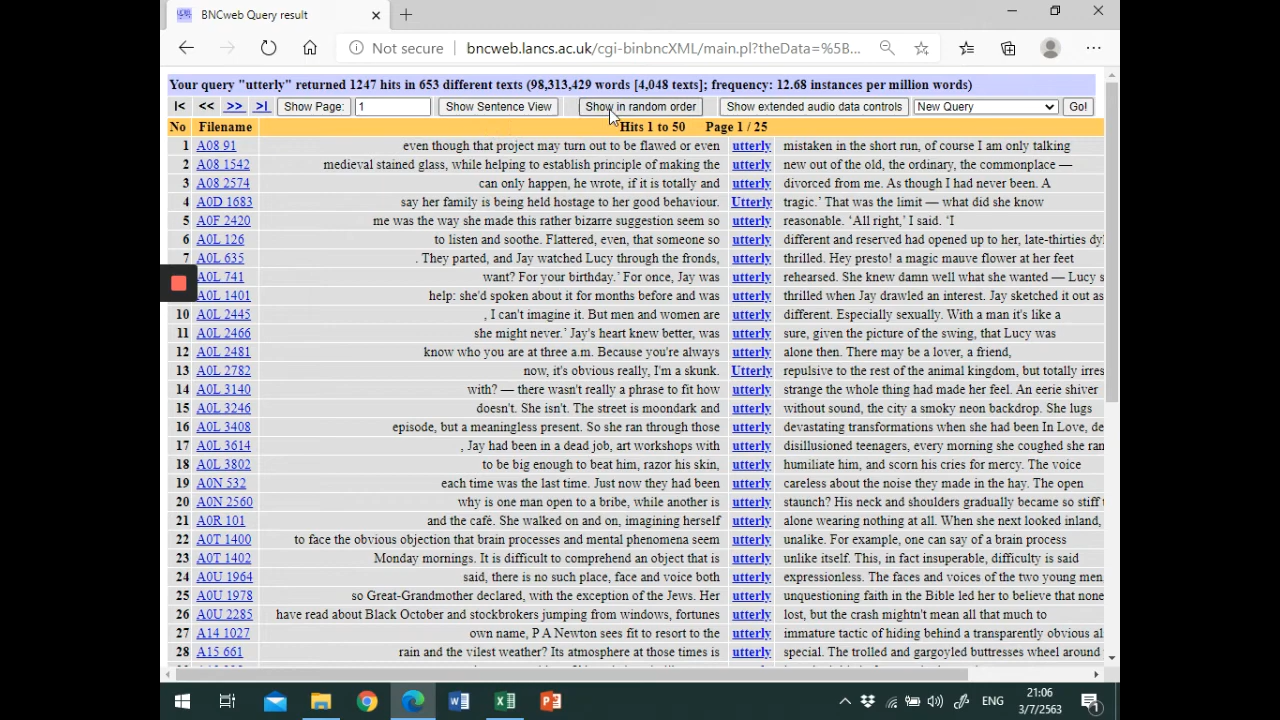 BNCweb Query result
Not secure bncweb.lancs.ac.uk/cgi-binbncXML/main.pl?theData=%5B...
Your query "utterly" returned 1247 hits in 653 different texts (98,313,429 words [4,048 texts]; frequency: 12.68 instances per million words)
|< << >> >| Show Page: 1 Show Sentence View Show in random order Show extended audio data controls New Query Go!
No Filename Hits 1 to 50 Page 1 / 25
1 A08 91 even though that project may turn out to be flawed or even utterly mistaken in the short run, of course I am only talking
2 A08 1542 medieval stained glass, while helping to establish principle of making the utterly new out of the old, the ordinary, the commonplace —
3 A08 2574 can only happen, he wrote, if it is totally and utterly divorced from me. As though I had never been. A
4 A0D 1683 say her family is being held hostage to her good behaviour. Utterly tragic.’ That was the limit — what did she know
5 A0F 2420 me was the way she made this rather bizarre suggestion seem so utterly reasonable. ‘All right,’ I said. ‘I
6 A0L 126 to listen and soothe. Flattered, even, that someone so utterly different and reserved had opened up to her, late-thirties dy
7 A0L 635 . They parted, and Jay watched Lucy through the fronds, utterly thrilled. Hey presto! a magic mauve flower at her feet
A0L 741 want? For your birthday.’ For once, Jay was utterly rehearsed. She knew damn well what she wanted — Lucy s
A0L 1401 help: she'd spoken about it for months before and was utterly thrilled when Jay drawled an interest. Jay sketched it out as
10 A0L 2445 , I can't imagine it. But men and women are utterly different. Especially sexually. With a man it's like a
11 A0L 2466 she might never.’ Jay's heart knew better, was utterly sure, given the picture of the swing, that Lucy was
12 A0L 2481 know who you are at three a.m. Because you're always utterly alone then. There may be a lover, a friend,
13 A0L 2782 now, it's obvious really, I'm a skunk. Utterly repulsive to the rest of the animal kingdom, but totally irres
14 A0L 3140 with? — there wasn't really a phrase to fit how utterly strange the whole thing had made her feel. An eerie shiver
15 A0L 3246 doesn't. She isn't. The street is moondark and utterly without sound, the city a smoky neon backdrop. She lugs
16 A0L 3408 episode, but a meaningless present. So she ran through those utterly devastating transformations when she had been In Love, de
17 A0L 3614 , Jay had been in a dead job, art workshops with utterly disillusioned teenagers, every morning she coughed she ran
18 A0L 3802 to be big enough to beat him, razor his skin, utterly humiliate him, and scorn his cries for mercy. The voice
19 A0N 532 each time was the last time. Just now they had been utterly careless about the noise they made in the hay. The open
20 A0N 2560 why is one man open to a bribe, while another is utterly staunch? His neck and shoulders gradually became so stiff
21 A0R 101 and the café. She walked on and on, imagining herself utterly alone wearing nothing at all. When she next looked inland,
22 A0T 1400 to face the obvious objection that brain processes and mental phenomena seem utterly unalike. For example, one can say of a brain process
23 A0T 1402 Monday mornings. It is difficult to comprehend an object that is utterly unlike itself. This, in fact insuperable, difficulty is said
24 A0U 1964 said, there is no such place, face and voice both utterly expressionless. The faces and voices of the two young men
25 A0U 1978 so Great-Grandmother declared, with the exception of the Jews. Her utterly unquestioning faith in the Bible led her to believe that none
26 A0U 2285 have read about Black October and stockbrokers jumping from windows, fortunes utterly lost, but the crash mightn't mean all that much to
27 A14 1027 own name, P A Newton sees fit to resort to the utterly immature tactic of hiding behind a transparently obvious al
28 A15 661 rain and the vilest weather? Its atmosphere at those times is utterly special. The trolled and gargoyled buttresses wheel around
ENG 21:06
3/7/2563